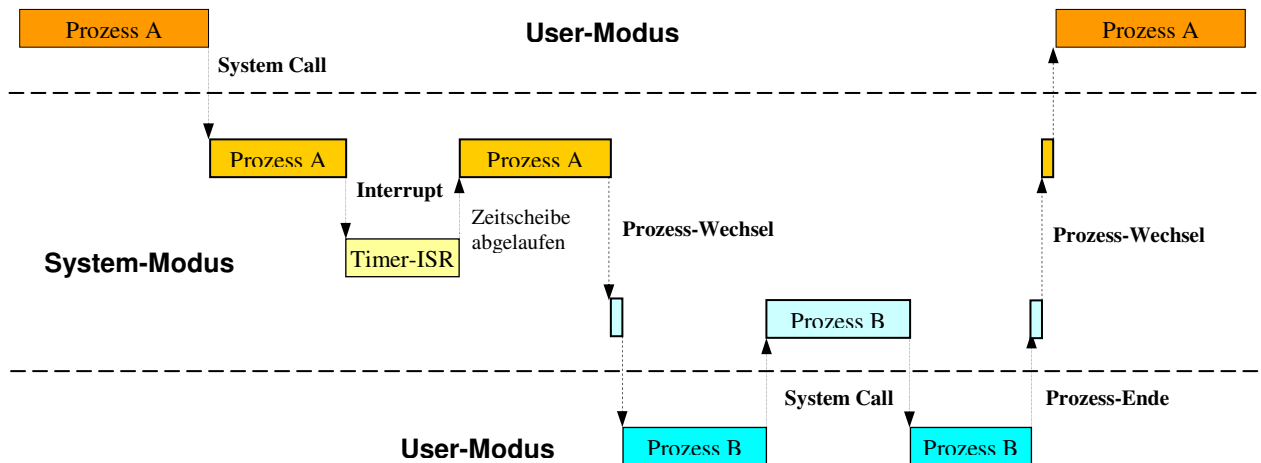 Prozess A
User-Modus
Prozess A
System Call
Prozess A
Prozess A
Interrupt
Zeitscheibe
abgelaufen
Prozess-Wechsel
Prozess-Wechsel
System-Modus
Timer-ISR
Prozess B
System Call
Prozess-Ende
User-Modus
Prozess B
Prozess B